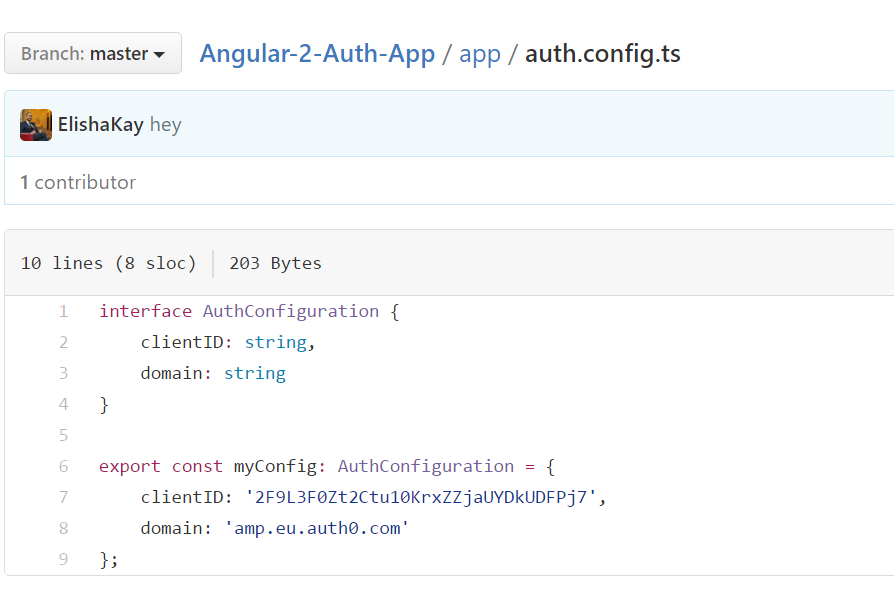 Branch: master Angular-2-Auth-App / app / auth.config.ts
ElishaKay hey
1 contributor
10 lines (8 sloc) 203 Bytes
1 interface AuthConfiguration {
2 clientID: string,
3 domain: string
4 }
5
6 export const myConfig: AuthConfiguration = {
7 clientID: '2F9L3F0Zt2Ctu10KrxZZjaUYDkUDFPj7',
8 domain: 'amp.eu.auth0.com'
9 };